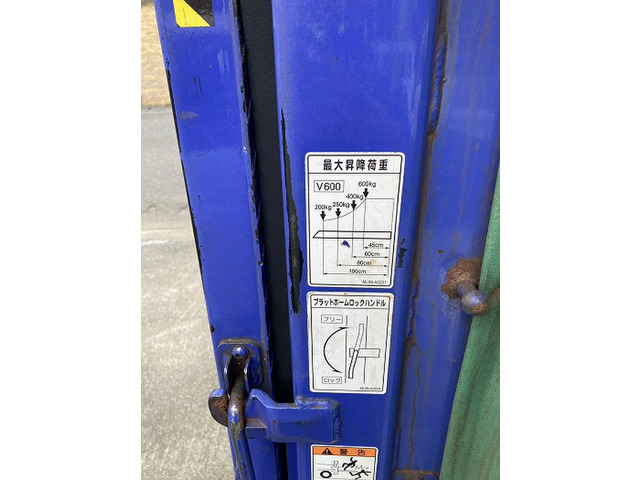 最大昇降荷重
V600
600kg
400kg
250kg
200kg
45cm
60cm
80cm
100cm
プラットホームロックハンドル
フリー
ロック
警告